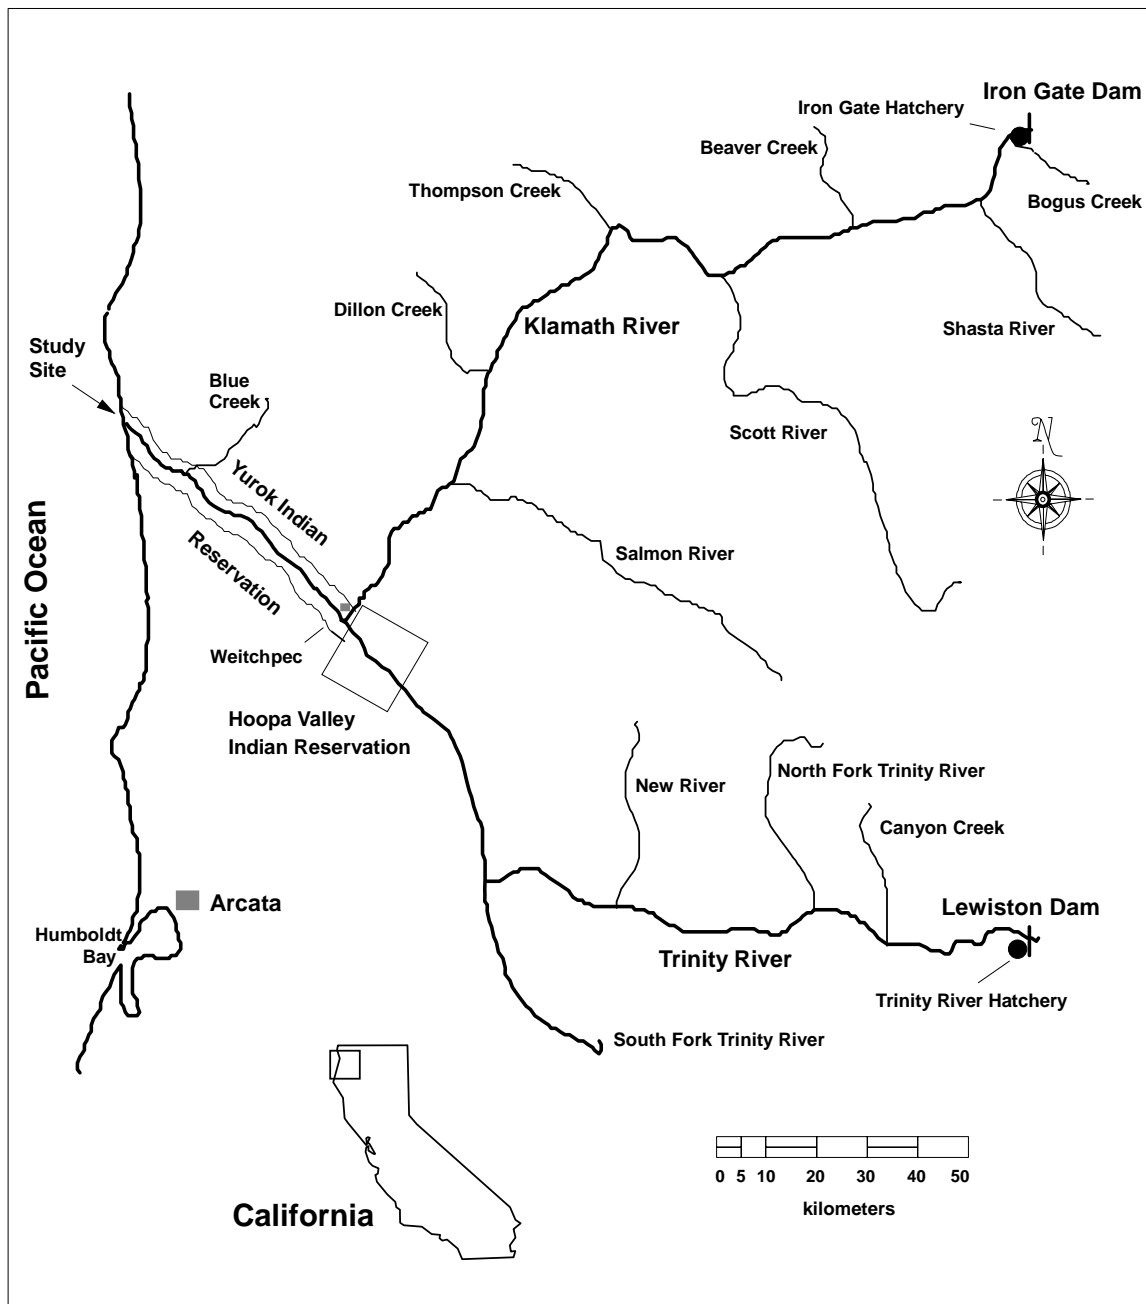 Iron Gate Dam
Iron Gate Hatchery
Beaver Creek
Thompson Creek
Bogus Creek
Dillon Creek
Klamath River
Shasta River
Study
Site
Blue
Creek
Scott River
N
Yurok Indian
Reservation
Pacific Ocean
Salmon River
Weitchpec
Hoopa Valley
Indian Reservation
North Fork Trinity River
New River
Canyon Creek
Arcata
Lewiston Dam
Humboldt
Bay
Trinity River
Trinity River Hatchery
South Fork Trinity River
0 5 10 20 30 40 50
kilometers
California